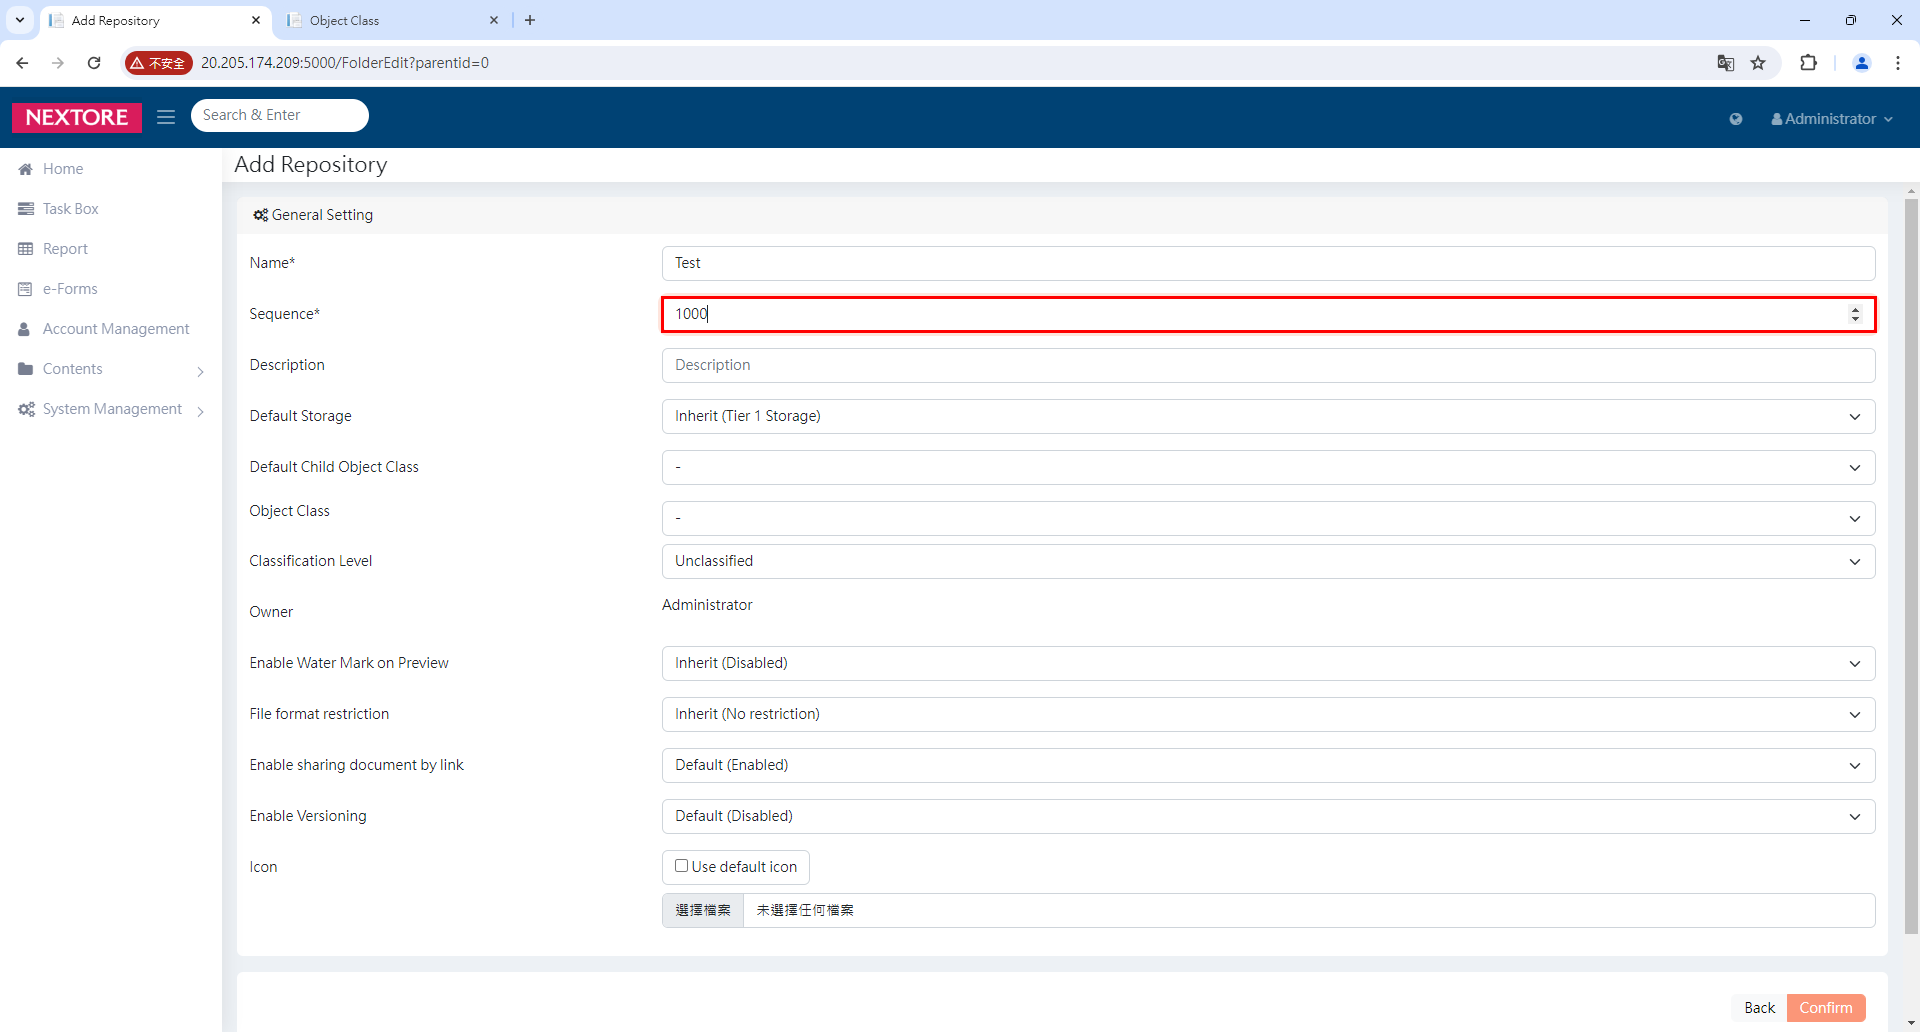 Add Repository
Object Class
不安全
20.205.174.209:5000/FolderEdit?parentid=0
NEXTORE
Search & Enter
Administrator
Home
Task Box
Report
e-Forms
Account Management
Contents
System Management
Add Repository
General Setting
Name*
Test
Sequence*
1000
Description
Description
Default Storage
Inherit (Tier 1 Storage)
Default Child Object Class
-
Object Class
-
Classification Level
Unclassified
Owner
Administrator
Enable Water Mark on Preview
Inherit (Disabled)
File format restriction
Inherit (No restriction)
Enable sharing document by link
Default (Enabled)
Enable Versioning
Default (Disabled)
Icon
Use default icon
選擇檔案
未選擇任何檔案
Back
Confirm